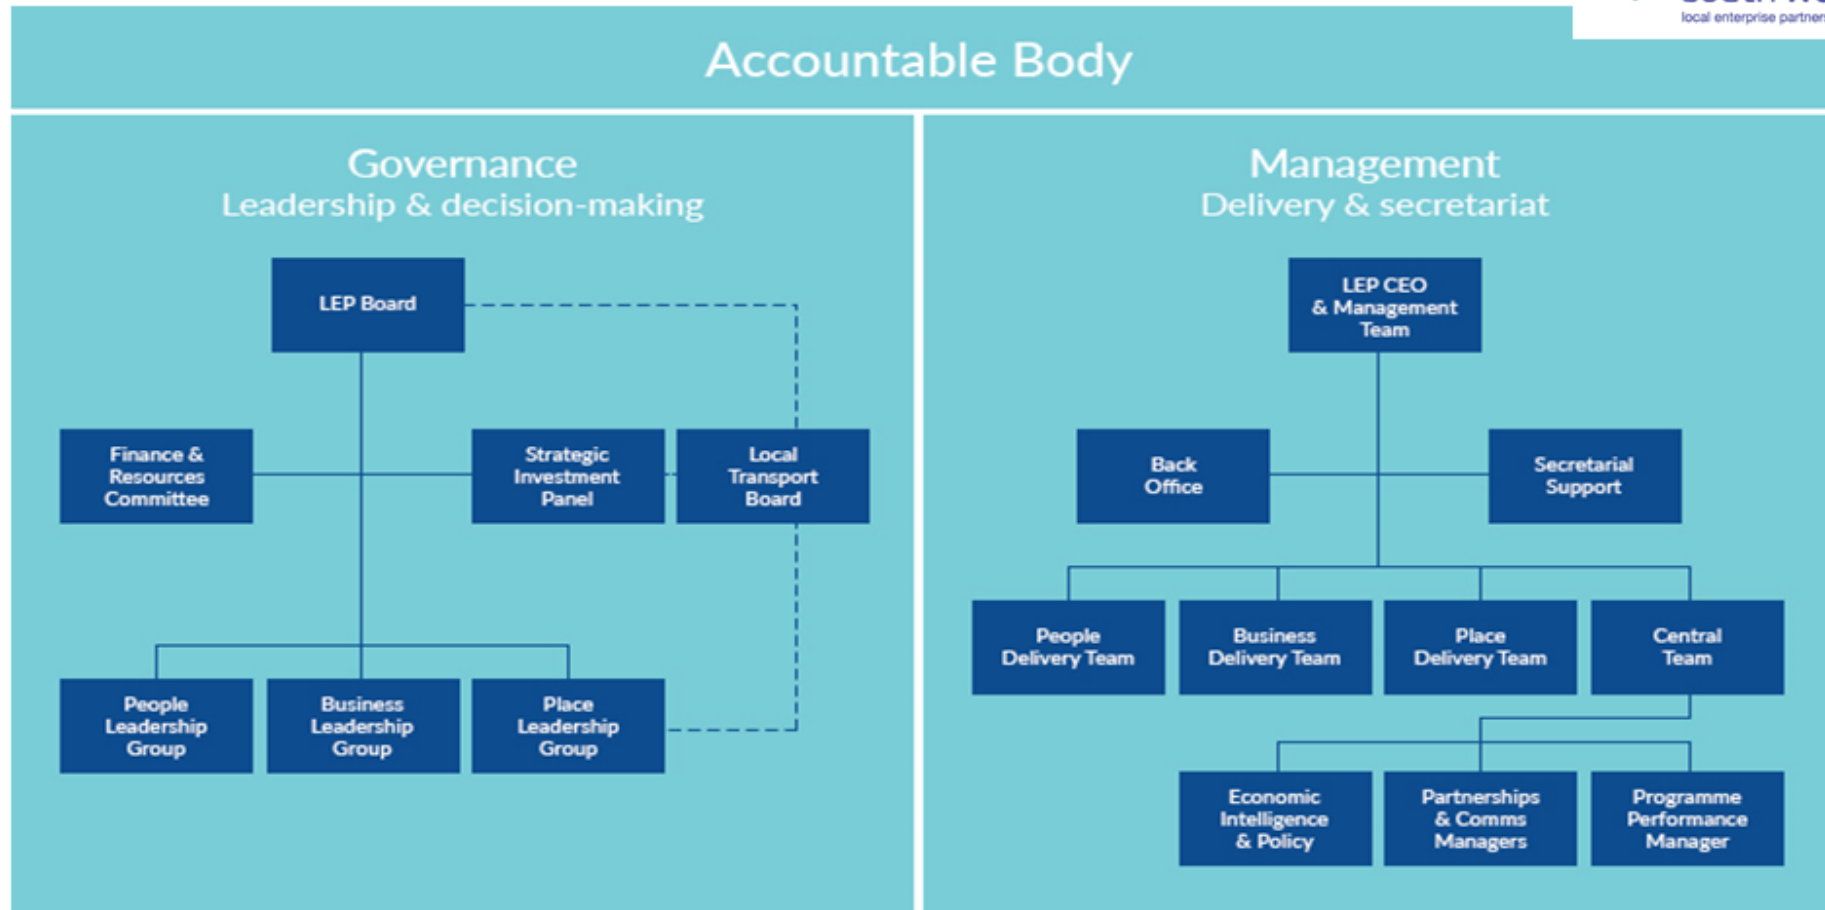 local enterprise
Accountable Body
Governance
Leadership & decision-making
LEP Board
Finance &
Resources
Committee
Strategic
Investment
Panel
Local
Transport
Board
People
Leadership
Group
Business
Leadership
Group
Place
Leadership
Group
Management
Delivery & secretariat
LEP CEO
& Management
Team
Back
Office
Secretarial
Support
People
Delivery Team
Business
Delivery Team
Place
Delivery Team
Central
Team
Economic
Intelligence
& Policy
Partnerships
& Comms
Managers
Programme
Performance
Manager